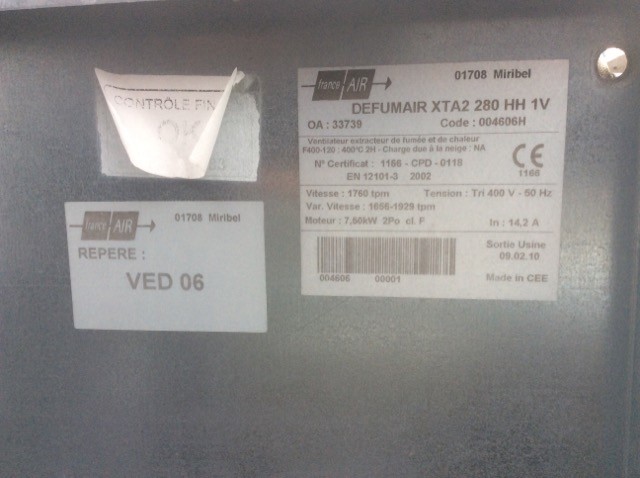 CONTRÔLE FIN
OK
france AIR
01708 Miribel
REPERE :
VED 06
france AIR
01708 Miribel
DEFUMAIR XTA2 280 HH 1V
OA : 33739 Code : 004606H
Ventilateur extracteur de fumée et de chaleur
F400-120 : 400°C 2H - Charge due à la neige : NA
N° Certificat : 1166 - CPD - 0118
EN 12101-3 2002
CE
1166
Vitesse : 1760 tpm Tension : Tri 400 V - 50 Hz
Var. Vitesse : 1656-1929 tpm
Moteur : 7,50kW 2Po cl. F In : 14,2 A
Sortie Usine
09.02.10
004606 00001
Made in CEE